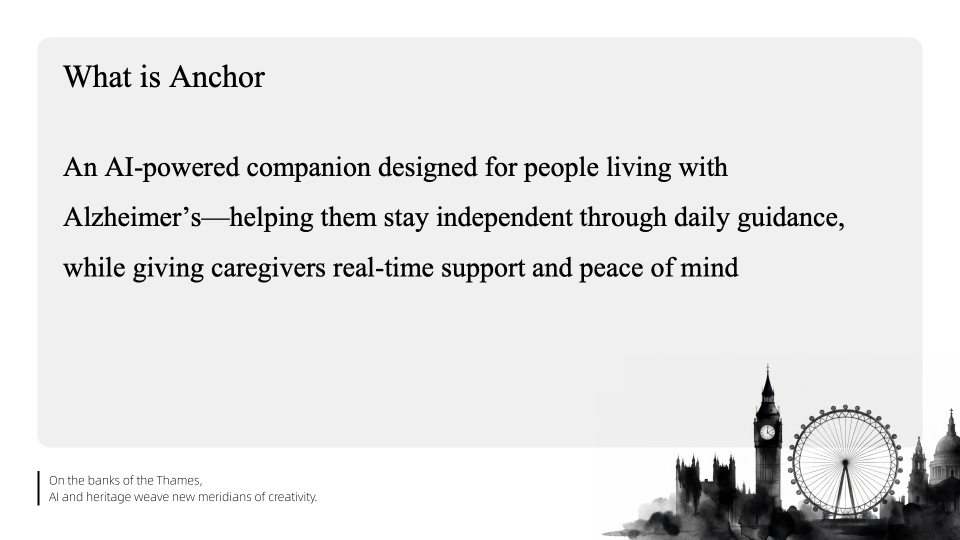 What is Anchor
An AI-powered companion designed for people living with
Alzheimer’s—helping them stay independent through daily guidance,
while giving caregivers real-time support and peace of mind
On the banks of the Thames,
AI and heritage weave new meridians of creativity.